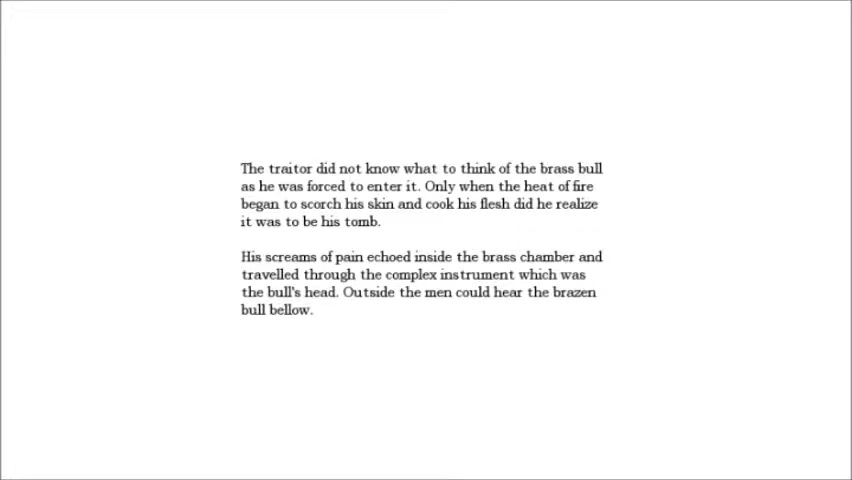 The traitor did not know what to think of the brass bull
as he was forced to enter it. Only when the heat of fire
began to scorch his skin and cook his flesh did he realize
it was to be his tomb.
His screams of pain echoed inside the brass chamber and
travelled through the complex instrument which was
the bull's head. Outside the men could hear the brazen
bull bellow.